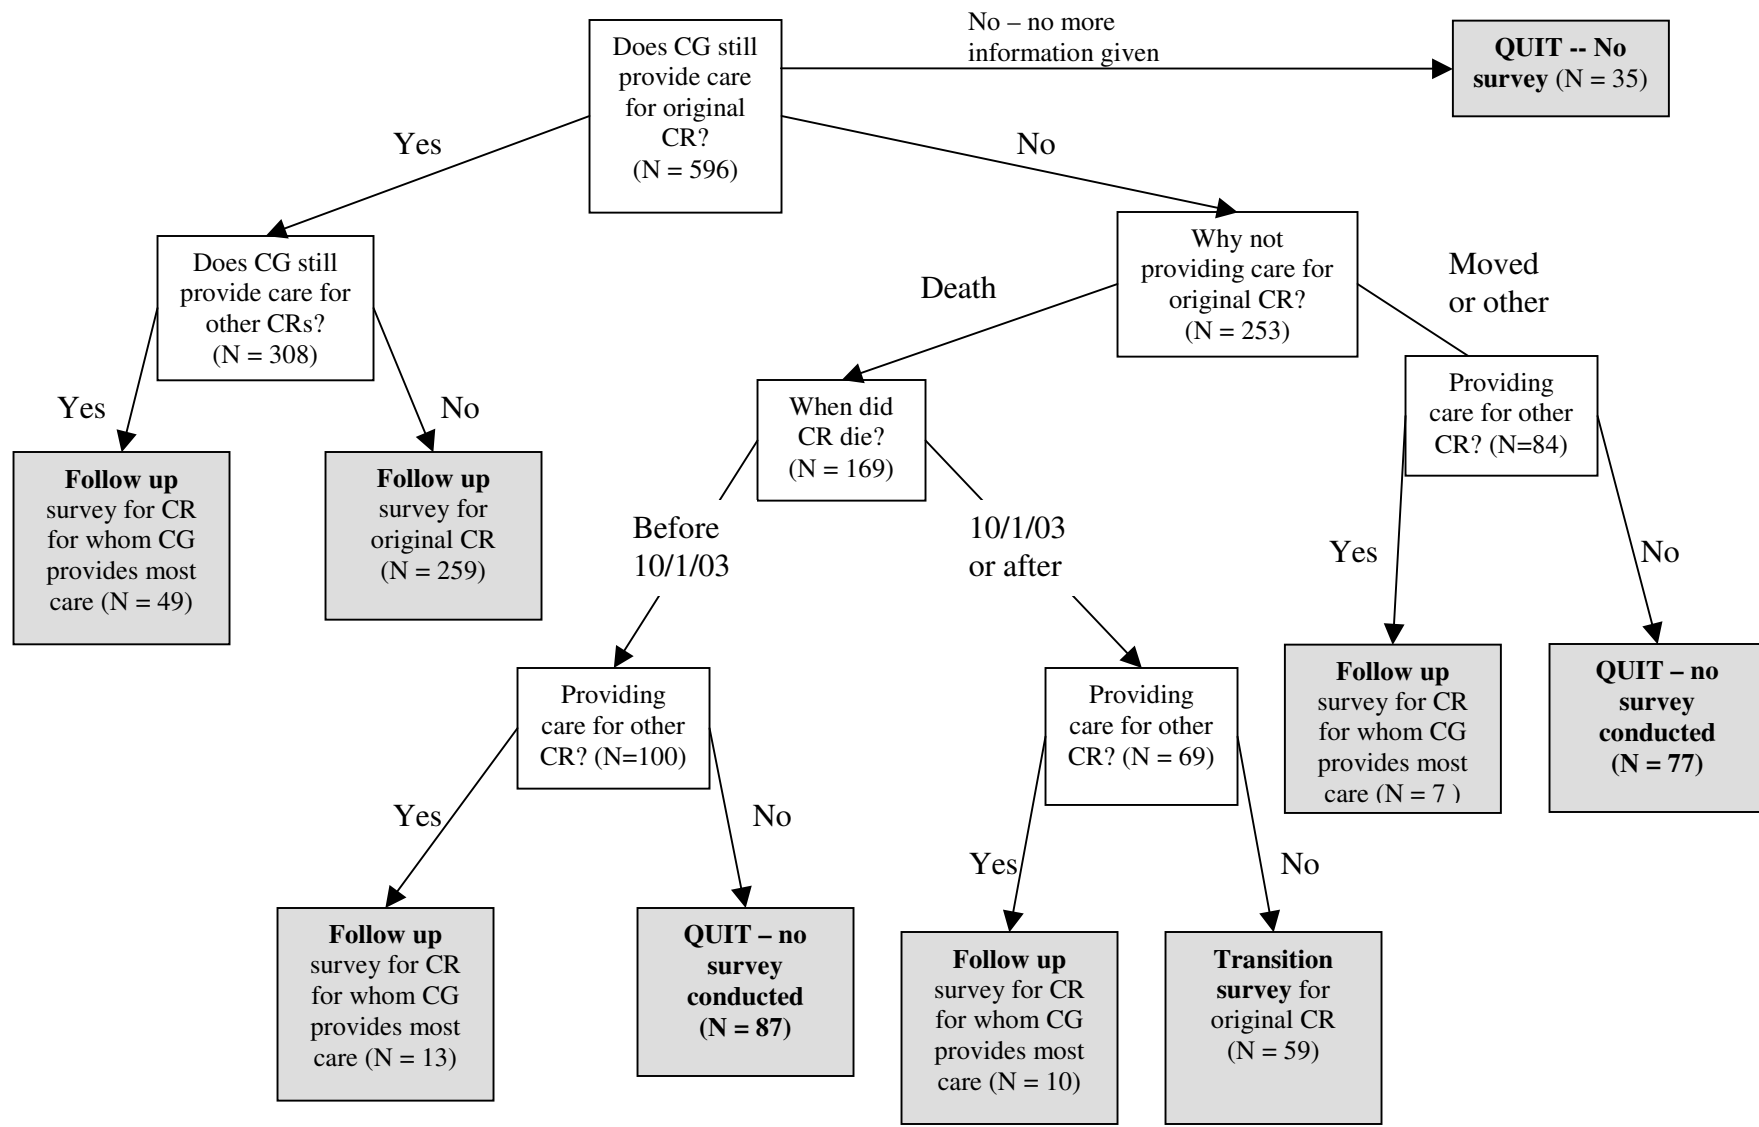 Does CG still
provide care
for original
CR?
(N = 596)
No – no more
information given
QUIT -- No
survey (N = 35)
Yes
No
Does CG still
provide care for
other CRs?
(N = 308)
Why not
providing care for
original CR?
(N = 253)
Death
Moved
or other
Yes
No
Follow up
survey for CR
for whom CG
provides most
care (N = 49)
Follow up
survey for
original CR
(N = 259)
When did
CR die?
(N = 169)
Providing
care for other
CR? (N=84)
Before
10/1/03
10/1/03
or after
Yes
No
Providing
care for other
CR? (N=100)
Providing
care for other
CR? (N = 69)
Follow up
survey for CR
for whom CG
provides most
care (N = 7 )
QUIT – no
survey
conducted
(N = 77)
Yes
No
Yes
No
Follow up
survey for CR
for whom CG
provides most
care (N = 13)
QUIT – no
survey
conducted
(N = 87)
Follow up
survey for CR
for whom CG
provides most
care (N = 10)
Transition
survey for
original CR
(N = 59)